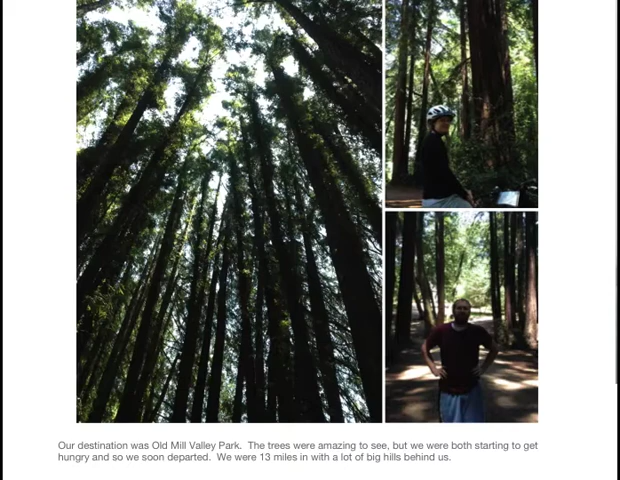 Our destination was Old Mill Valley Park.  The trees were amazing to see, but we were both starting to get
hungry and so we soon departed.  We were 13 miles in with a lot of big hills behind us.